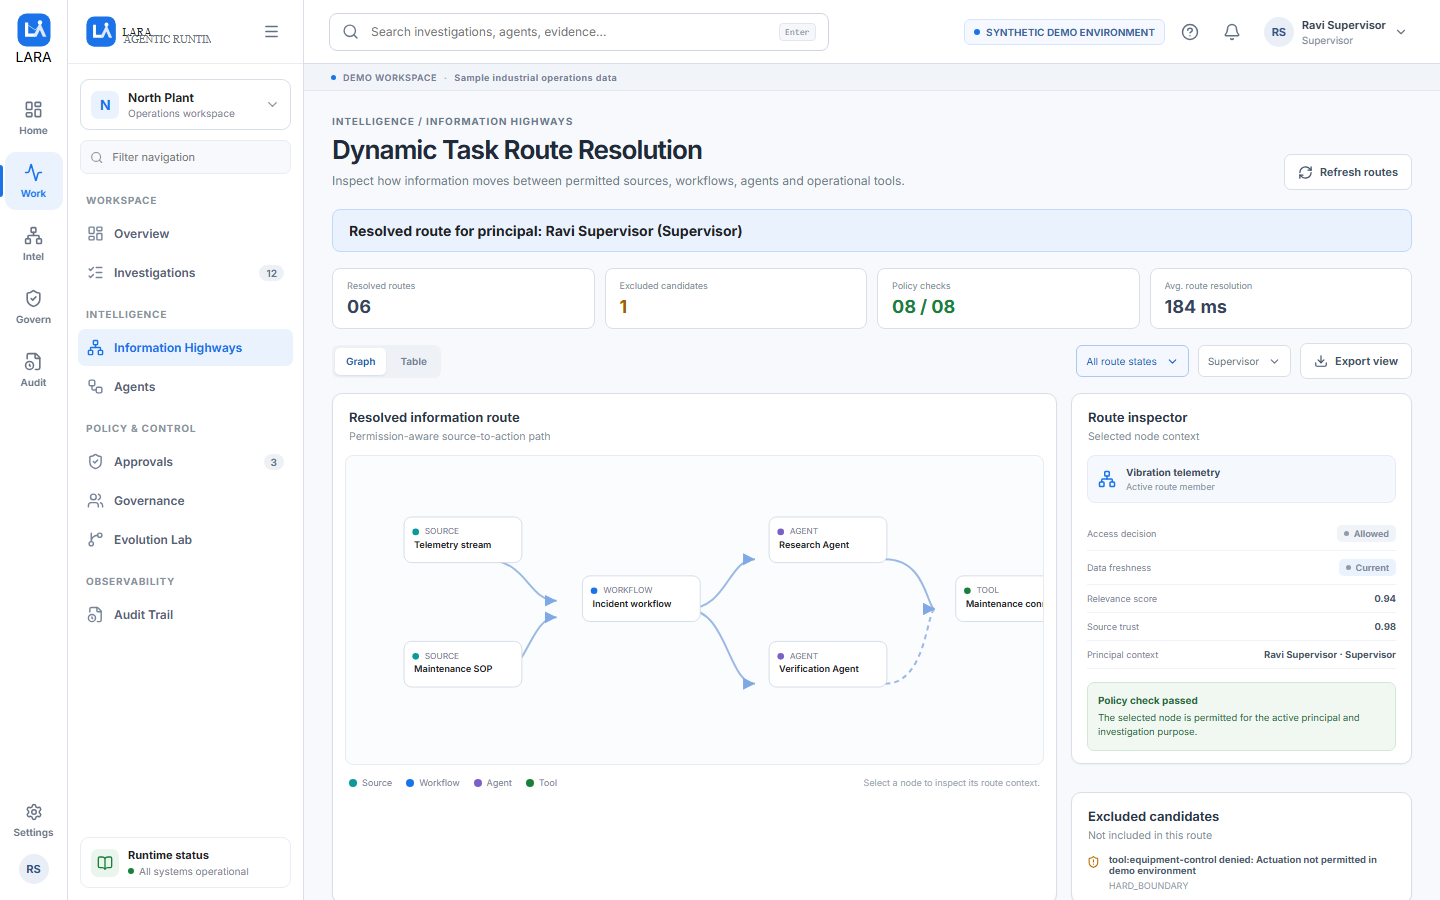 LARA
Home
Work
Intel
Govern
Audit
Settings
RS
LARA
AGENTIC RUNTIM
North Plant
Operations workspace
Filter navigation
WORKSPACE
Overview
Investigations 12
INTELLIGENCE
Information Highways
Agents
POLICY & CONTROL
Approvals 3
Governance
Evolution Lab
OBSERVABILITY
Audit Trail
Runtime status
All systems operational
Search investigations, agents, evidence... Enter
SYNTHETIC DEMO ENVIRONMENT
RS
Ravi Supervisor
Supervisor
DEMO WORKSPACE · Sample industrial operations data
INTELLIGENCE / INFORMATION HIGHWAYS
Dynamic Task Route Resolution
Inspect how information moves between permitted sources, workflows, agents and operational tools.
Refresh routes
Resolved route for principal: Ravi Supervisor (Supervisor)
Resolved routes
06
Excluded candidates
1
Policy checks
08 / 08
Avg. route resolution
184 ms
Graph Table
All route states
Supervisor
Export view
Resolved information route
Permission-aware source-to-action path
SOURCE
Telemetry stream
SOURCE
Maintenance SOP
WORKFLOW
Incident workflow
AGENT
Research Agent
AGENT
Verification Agent
TOOL
Maintenance con
Source Workflow Agent Tool
Select a node to inspect its route context.
Route inspector
Selected node context
Vibration telemetry
Active route member
Access decision Allowed
Data freshness Current
Relevance score 0.94
Source trust 0.98
Principal context Ravi Supervisor · Supervisor
Policy check passed
The selected node is permitted for the active principal and
investigation purpose.
Excluded candidates
Not included in this route
tool:equipment-control denied: Actuation not permitted in
demo environment
HARD_BOUNDARY